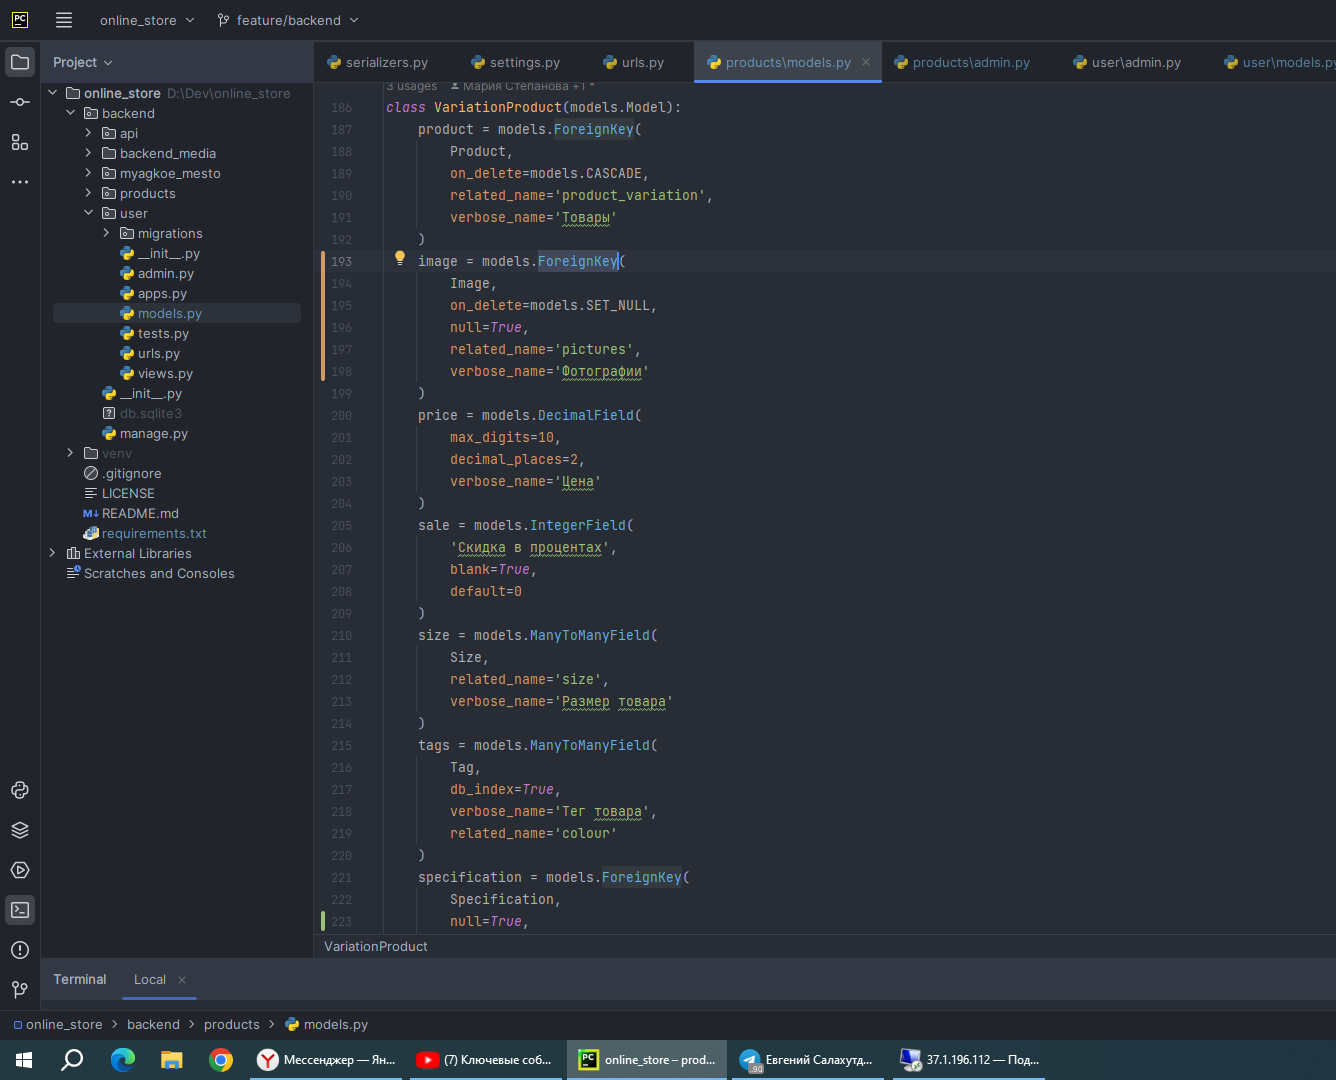 PC
online_store
feature/backend
Project
serializers.py
settings.py
urls.py
products\models.py
products\admin.py
user\admin.py
user\models.py
online_store D:\Dev\online_store
backend
api
backend_media
myagkoe_mesto
products
user
migrations
__init__.py
admin.py
apps.py
models.py
tests.py
urls.py
views.py
__init__.py
db.sqlite3
manage.py
venv
.gitignore
LICENSE
README.md
requirements.txt
External Libraries
Scratches and Consoles
3 usages Мария Степанова +1 *
186 class VariationProduct(models.Model):
187 product = models.ForeignKey(
188 Product,
189 on_delete=models.CASCADE,
190 related_name='product_variation',
191 verbose_name='Товары'
192 )
193 image = models.ForeignKey(
194 Image,
195 on_delete=models.SET_NULL,
196 null=True,
197 related_name='pictures',
198 verbose_name='Фотографии'
199 )
200 price = models.DecimalField(
201 max_digits=10,
202 decimal_places=2,
203 verbose_name='Цена'
204 )
205 sale = models.IntegerField(
206 'Скидка в процентах',
207 blank=True,
208 default=0
209 )
210 size = models.ManyToManyField(
211 Size,
212 related_name='size',
213 verbose_name='Размер товара'
214 )
215 tags = models.ManyToManyField(
216 Tag,
217 db_index=True,
218 verbose_name='Тег товара',
219 related_name='colour'
220 )
221 specification = models.ForeignKey(
222 Specification,
223 null=True,
VariationProduct
Terminal
Local
online_store > backend > products > models.py
Мессенджер — Ян...
(7) Ключевые соб...
online_store – prod...
Евгений Салахутд...
90
37.1.196.112 — Под...